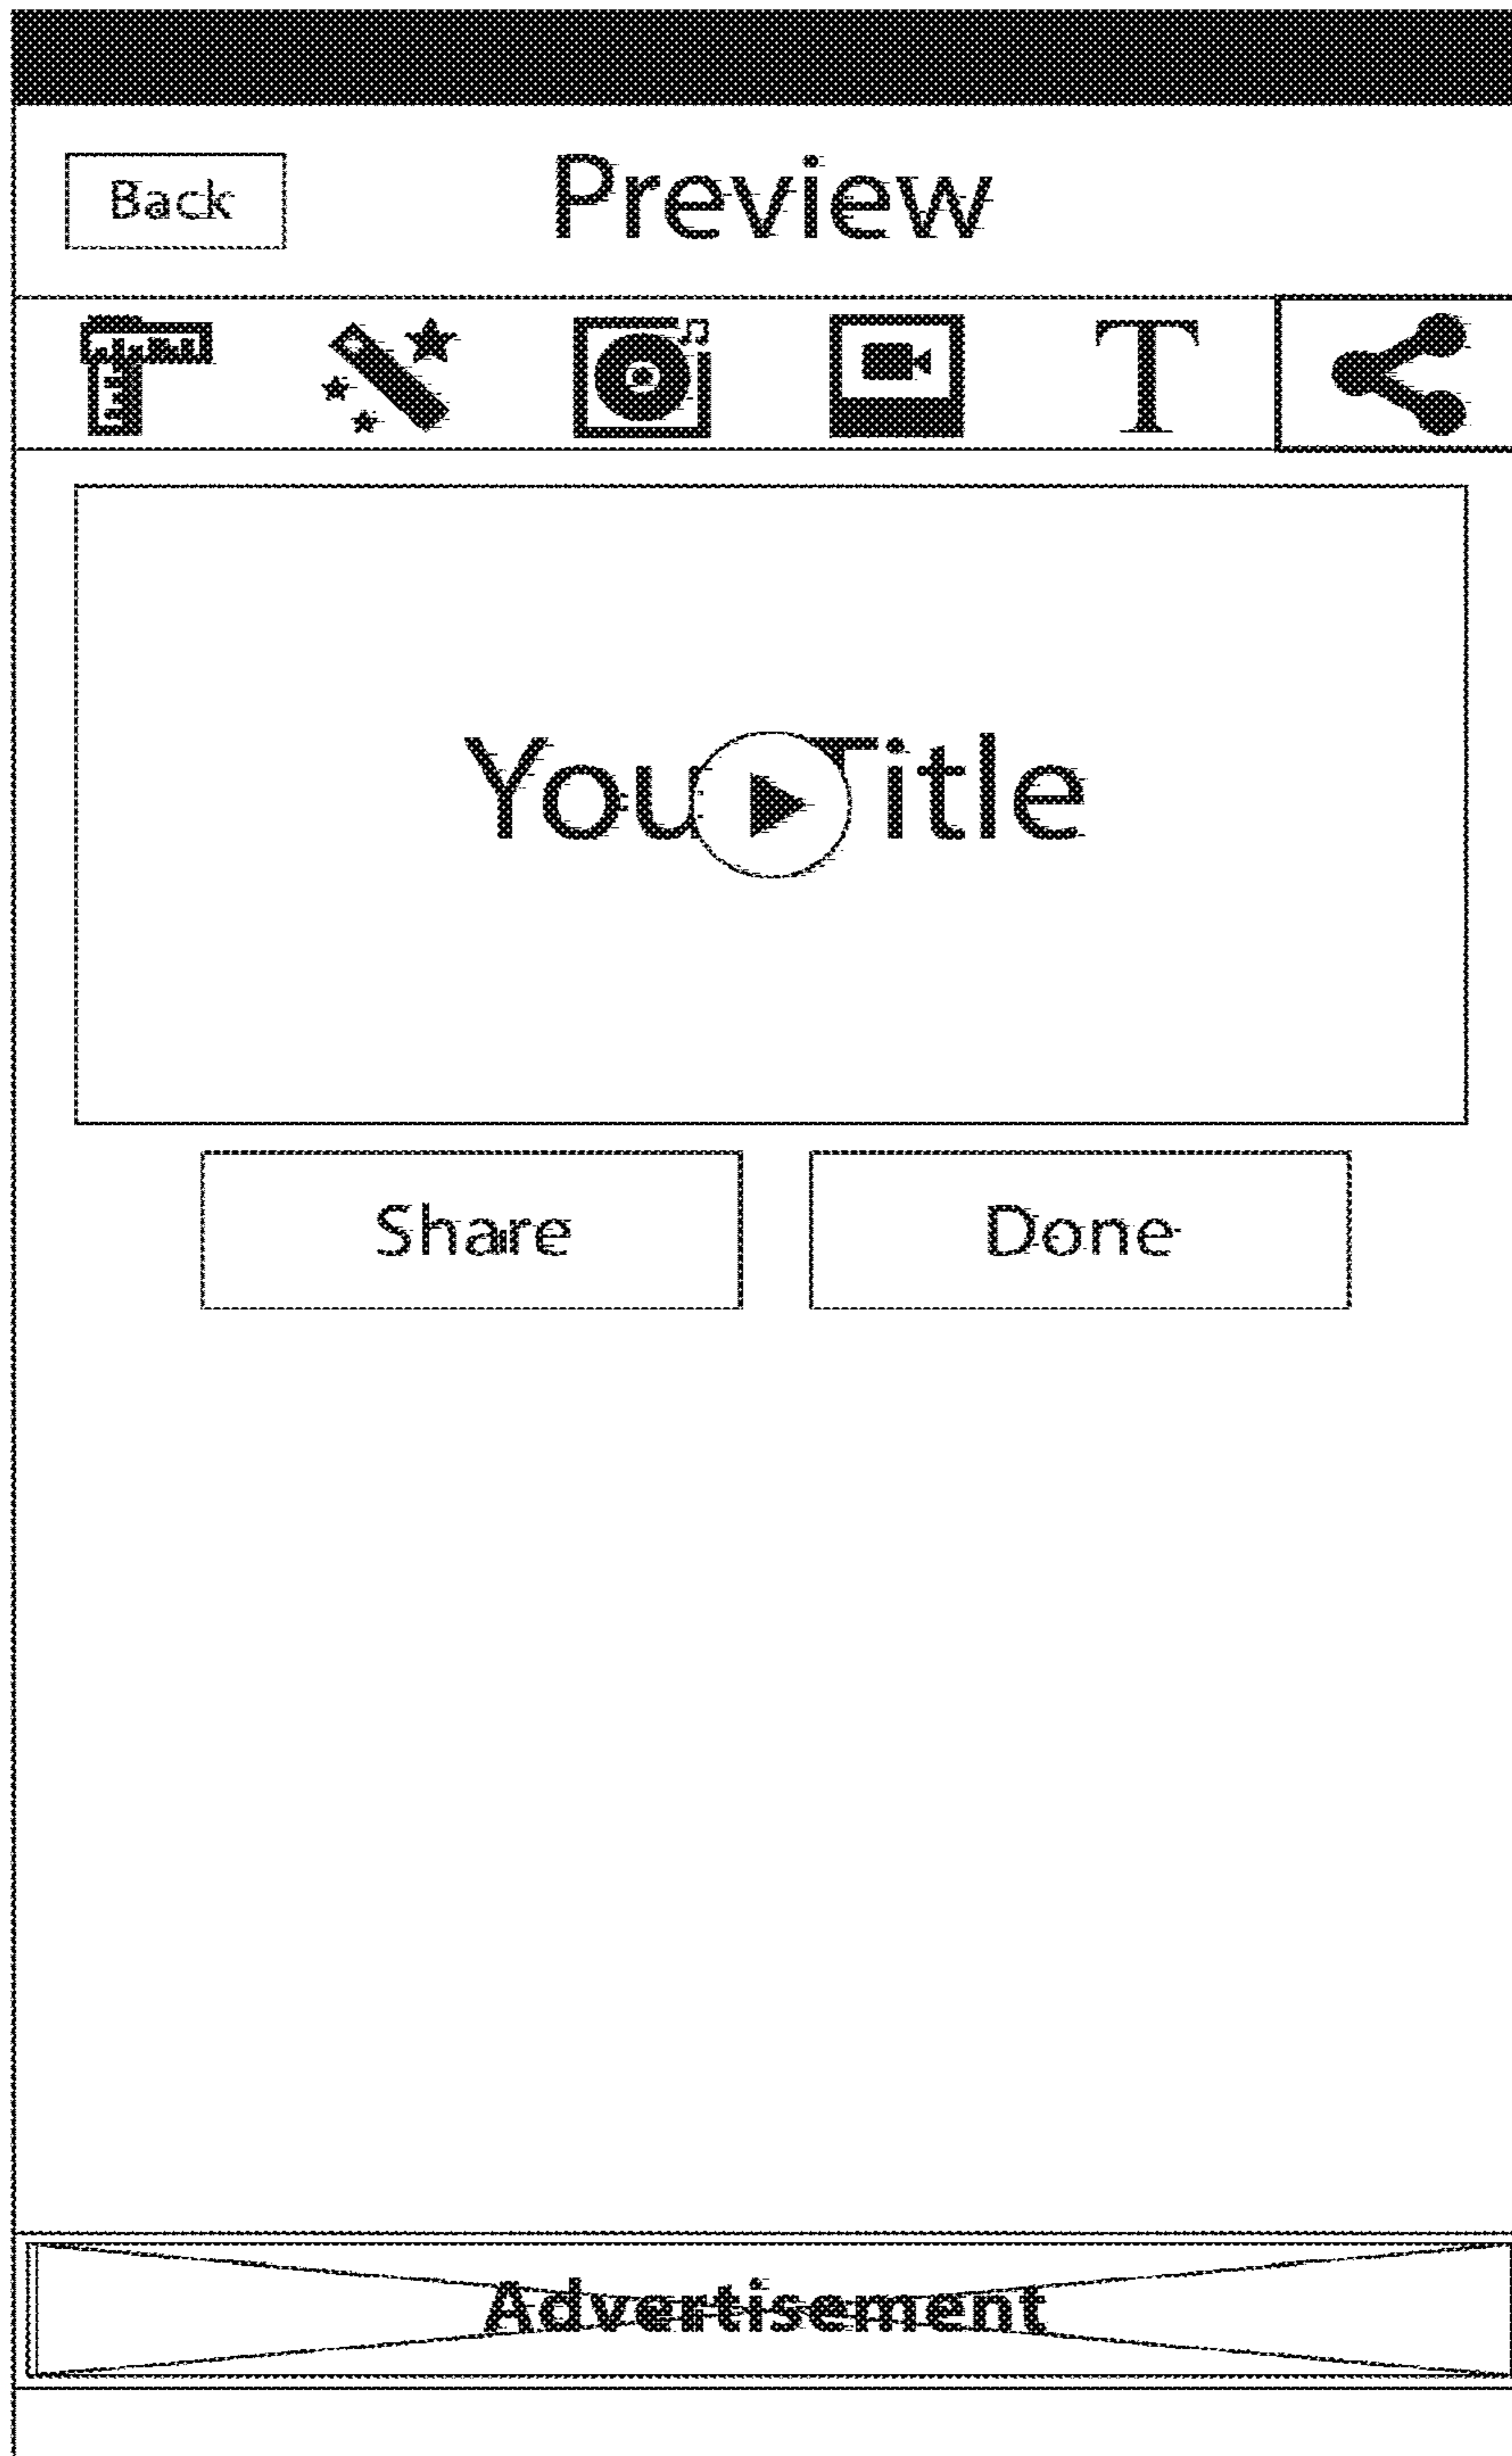 Back
Preview
T
You Title
Share
Done
Advertisement